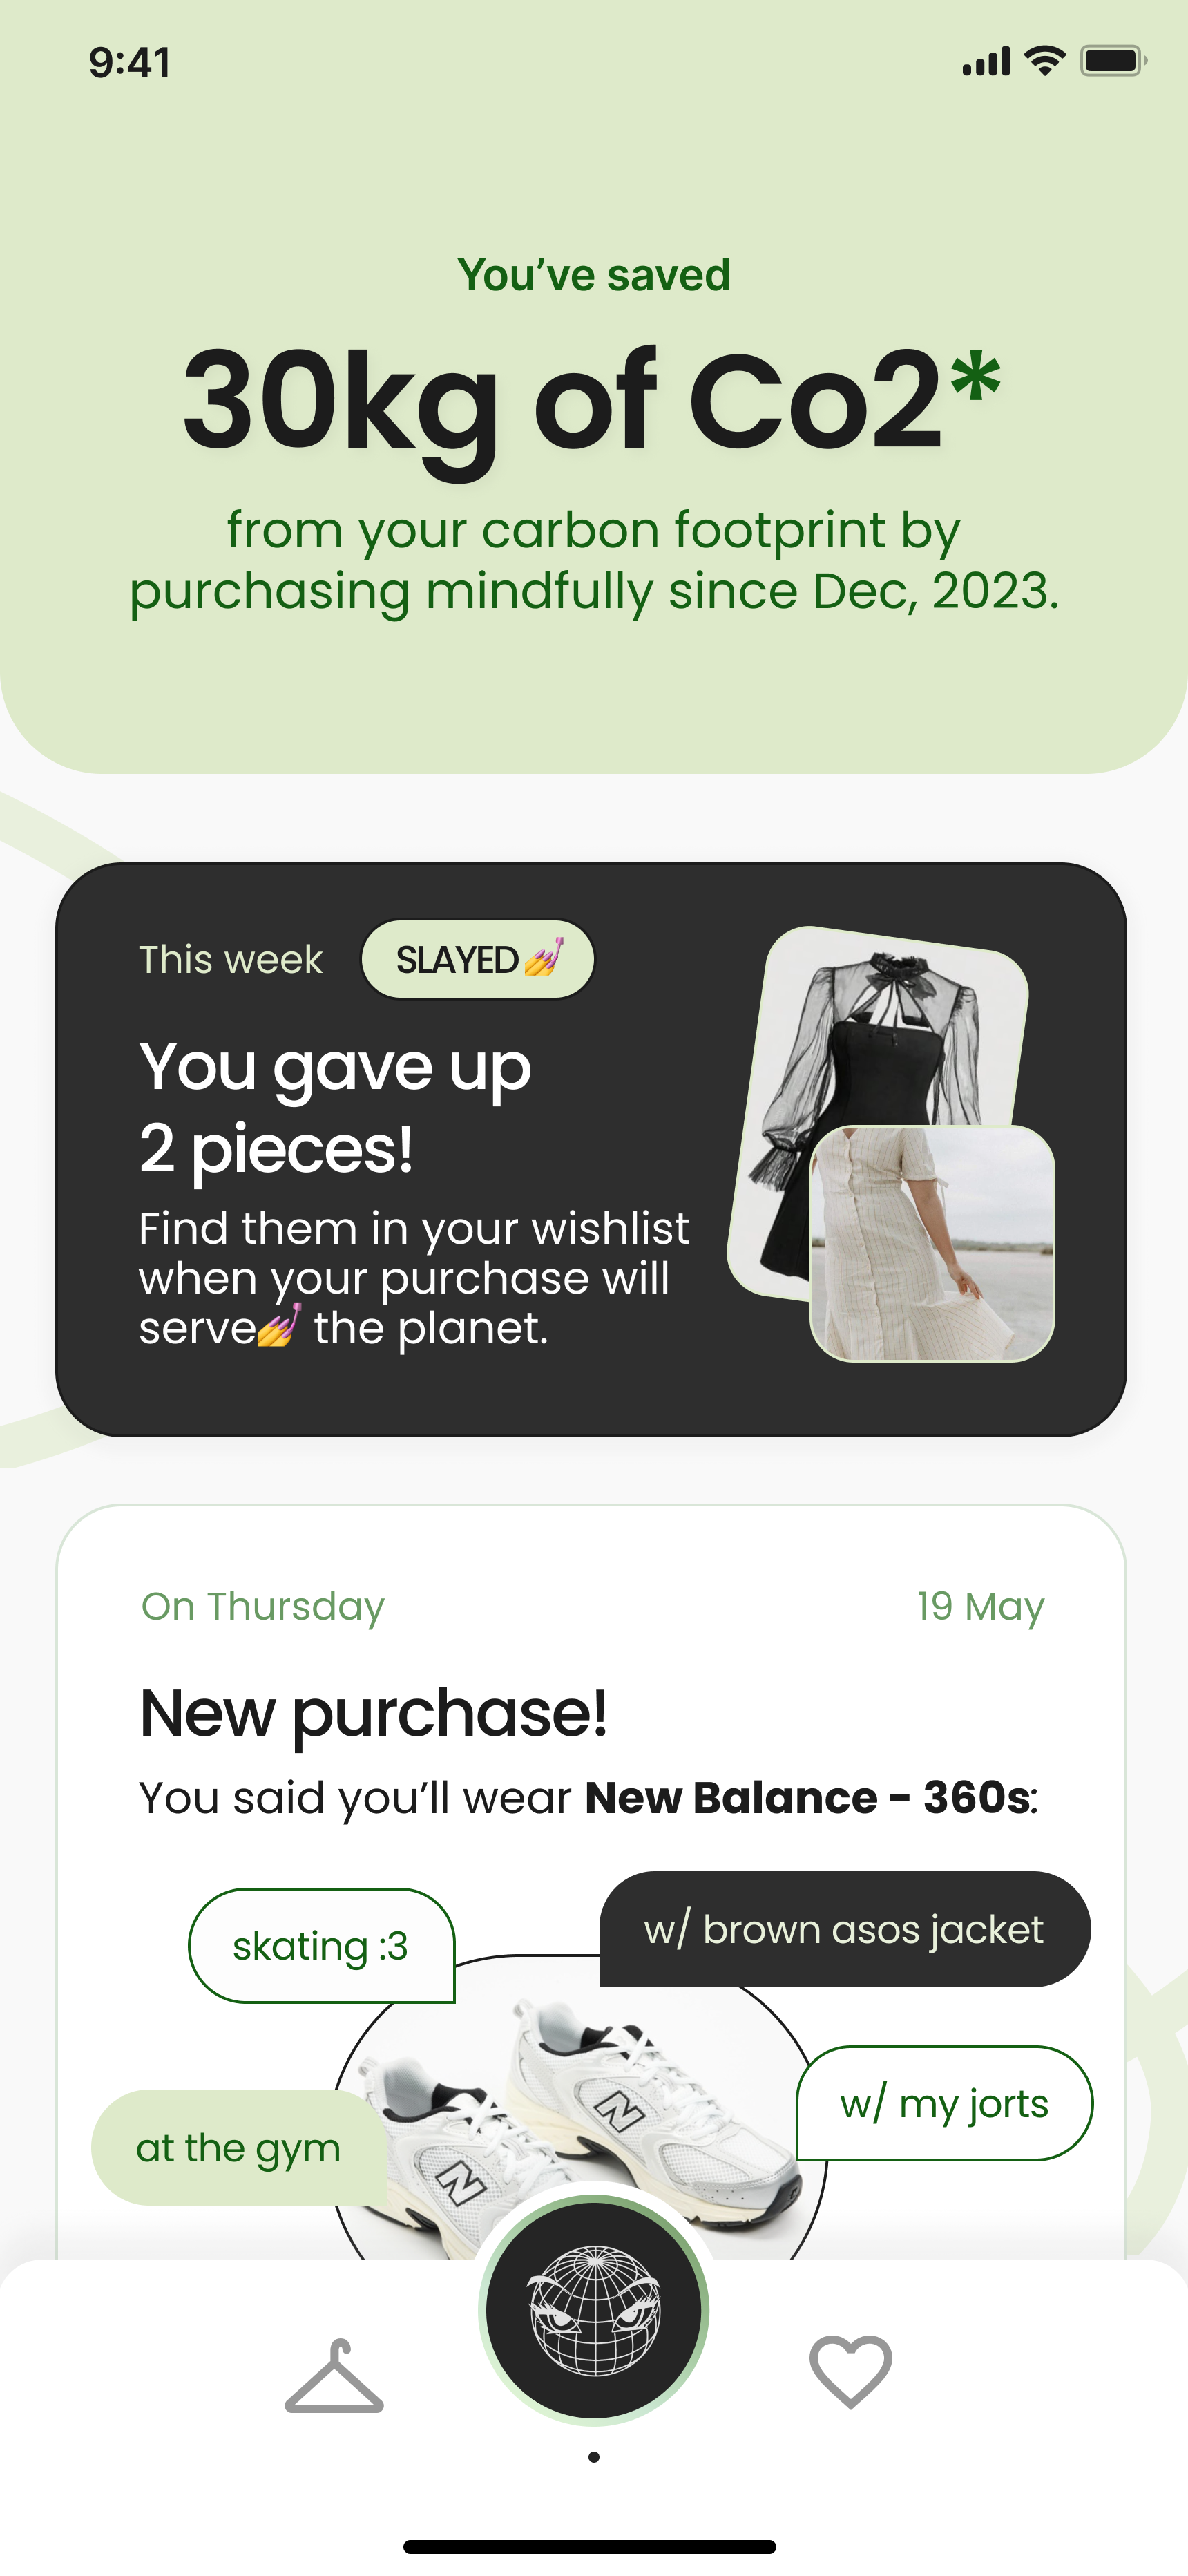 9:41
You’ve saved
30kg of Co2*
from your carbon footprint by
purchasing mindfully since Dec, 2023.
This week
SLAYED💅
You gave up
2 pieces!
Find them in your wishlist
when your purchase will
serve💅 the planet.
On Thursday
19 May
New purchase!
You said you’ll wear New Balance - 360s:
skating :3
w/ brown asos jacket
w/ my jorts
at the gym
N
N